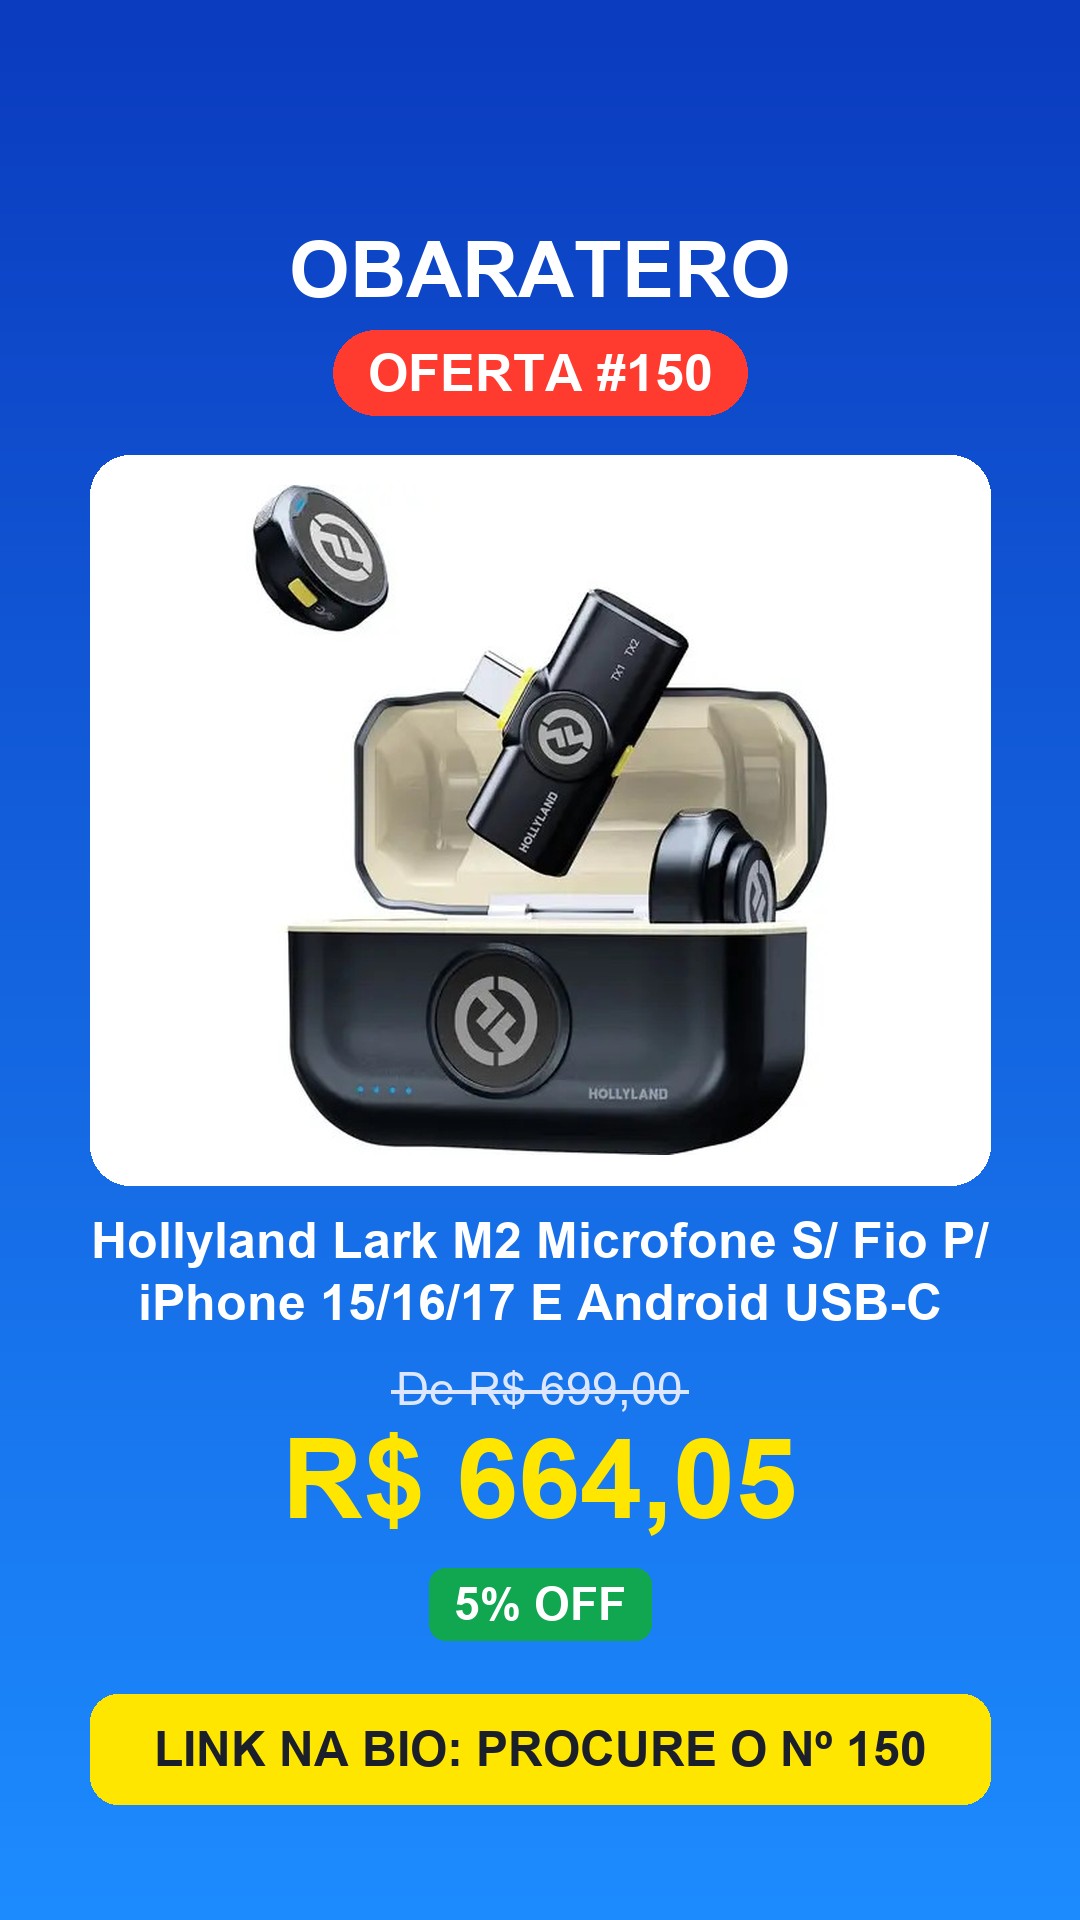 OBARATERO
OFERTA #150
TX1 TX2
HOLLYLAND
HOLLYLAND
Hollyland Lark M2 Microfone S/ Fio P/
iPhone 15/16/17 E Android USB-C
De R$ 699,00
R$ 664,05
5% OFF
LINK NA BIO: PROCURE O Nº 150